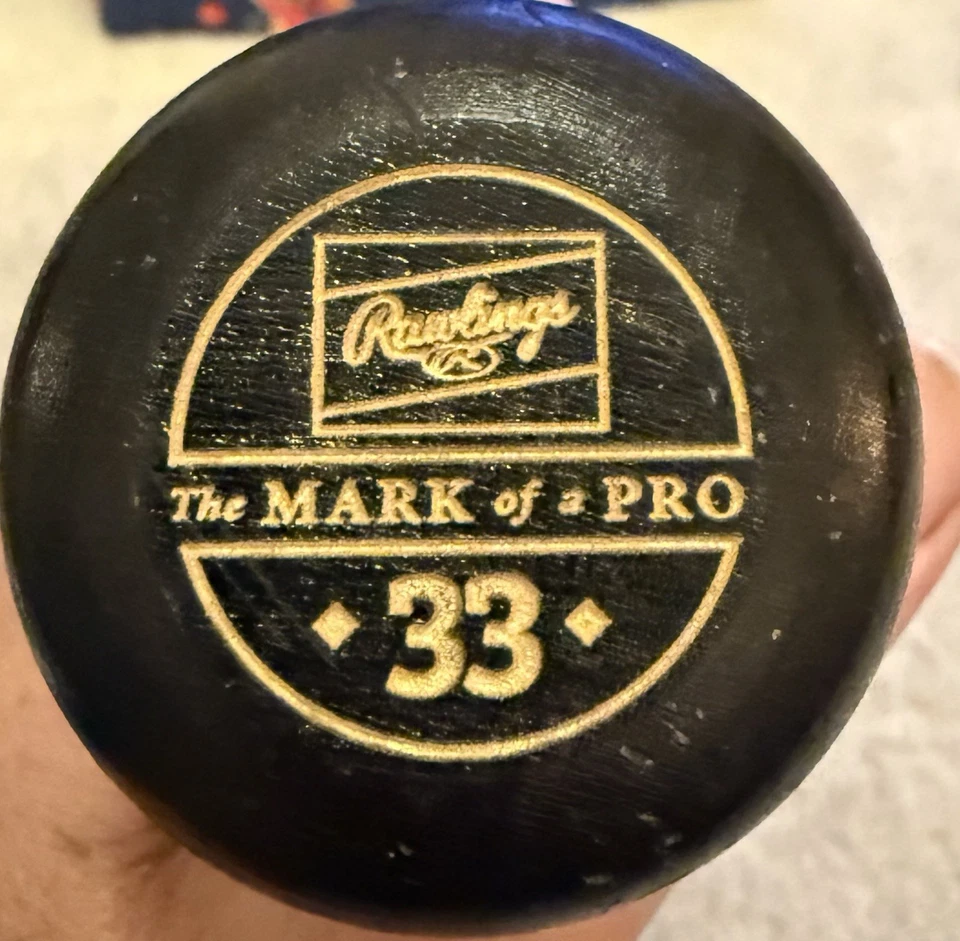 Rawlings
The MARK of a PRO
33